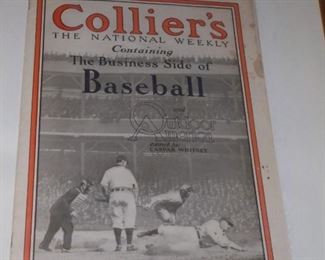 Collier's
THE NATIONAL WEEKLY
Containing
The Business Side of
Baseball
and
Outdoor
America
Edited by
CASPAR WHITNEY